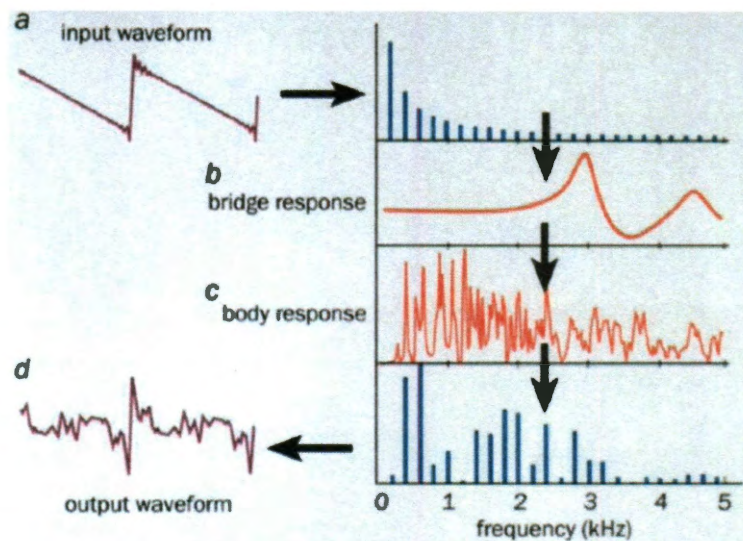 a
input waveform
b
bridge response
c
body response
d
output waveform
0 1 2 3 4 5
frequency (kHz)